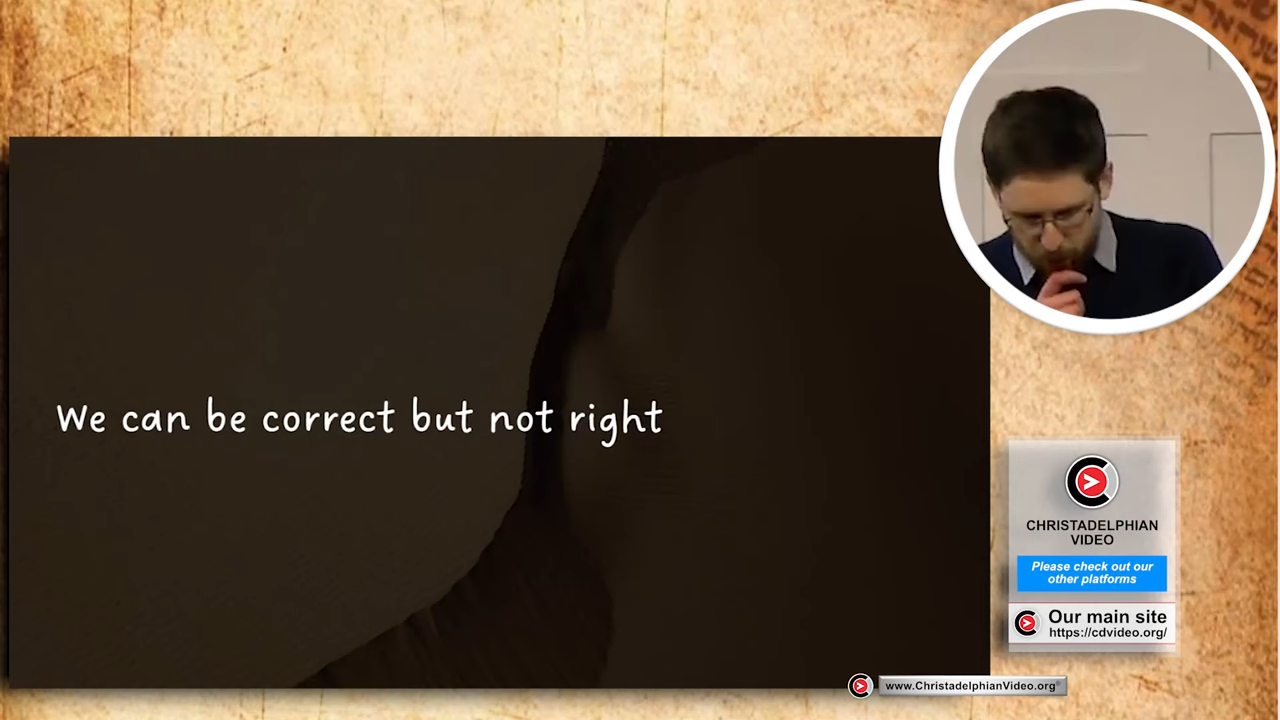 We can be correct but not right
CHRISTADELPHIAN
VIDEO
Please check out our
other platforms
Our main site
https://cdvideo.org/
www.ChristadelphianVideo.org®